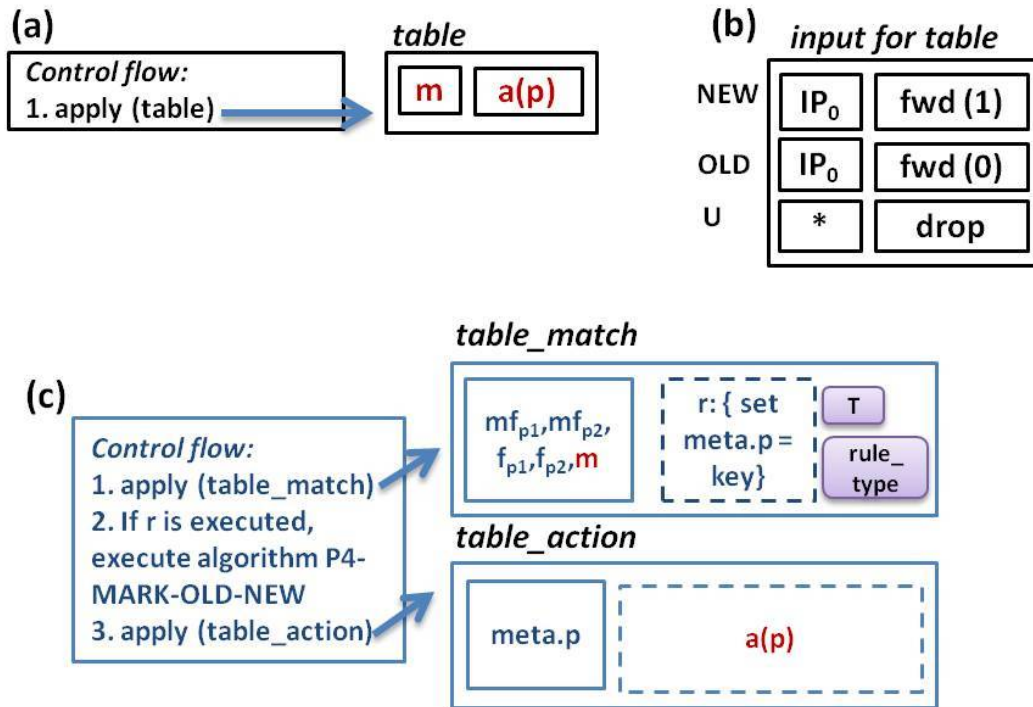 (a)
Control flow:
1. apply (table)
table
m
a(p)
(b)
input for table
NEW
IP₀
fwd (1)
OLD
IP₀
fwd (0)
U
*
drop
(c)
Control flow:
1. apply (table_match)
2. If r is executed,
execute algorithm P4-
MARK-OLD-NEW
3. apply (table_action)
table_match
mfₚ₁,mfₚ₂,
fₚ₁,fₚ₂,m
r: { set
meta.p =
key}
T
rule_
type
table_action
meta.p
a(p)